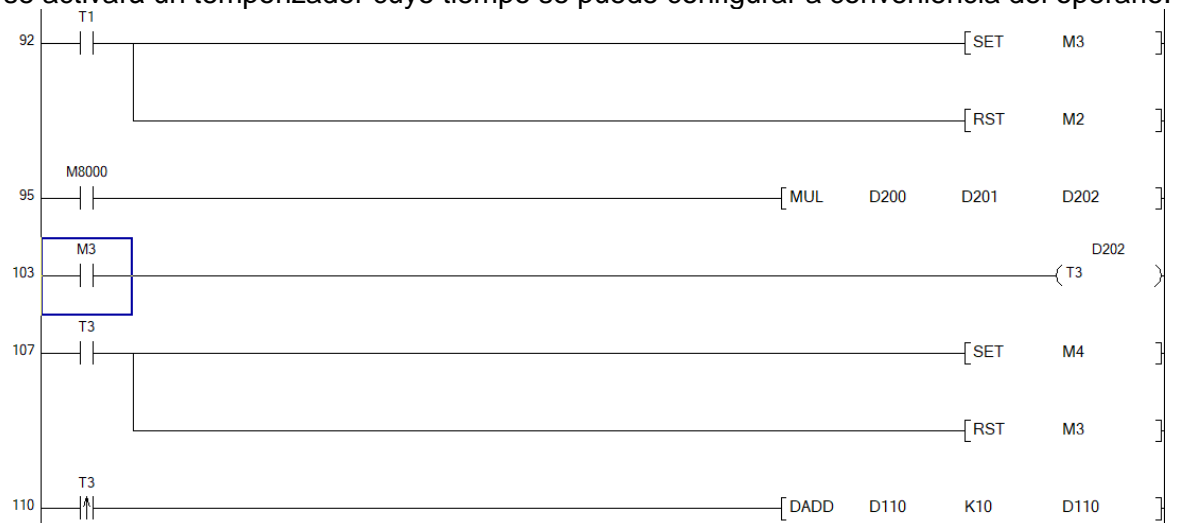 se activará un temporizador cuyo tiempo se puede configurar a conveniencia del operario.
T1
92 SET M3
RST M2
M8000
95 MUL D200 D201 D202
M3 D202
103 T3
T3
107 SET M4
RST M3
T3
110 DADD D110 K10 D110